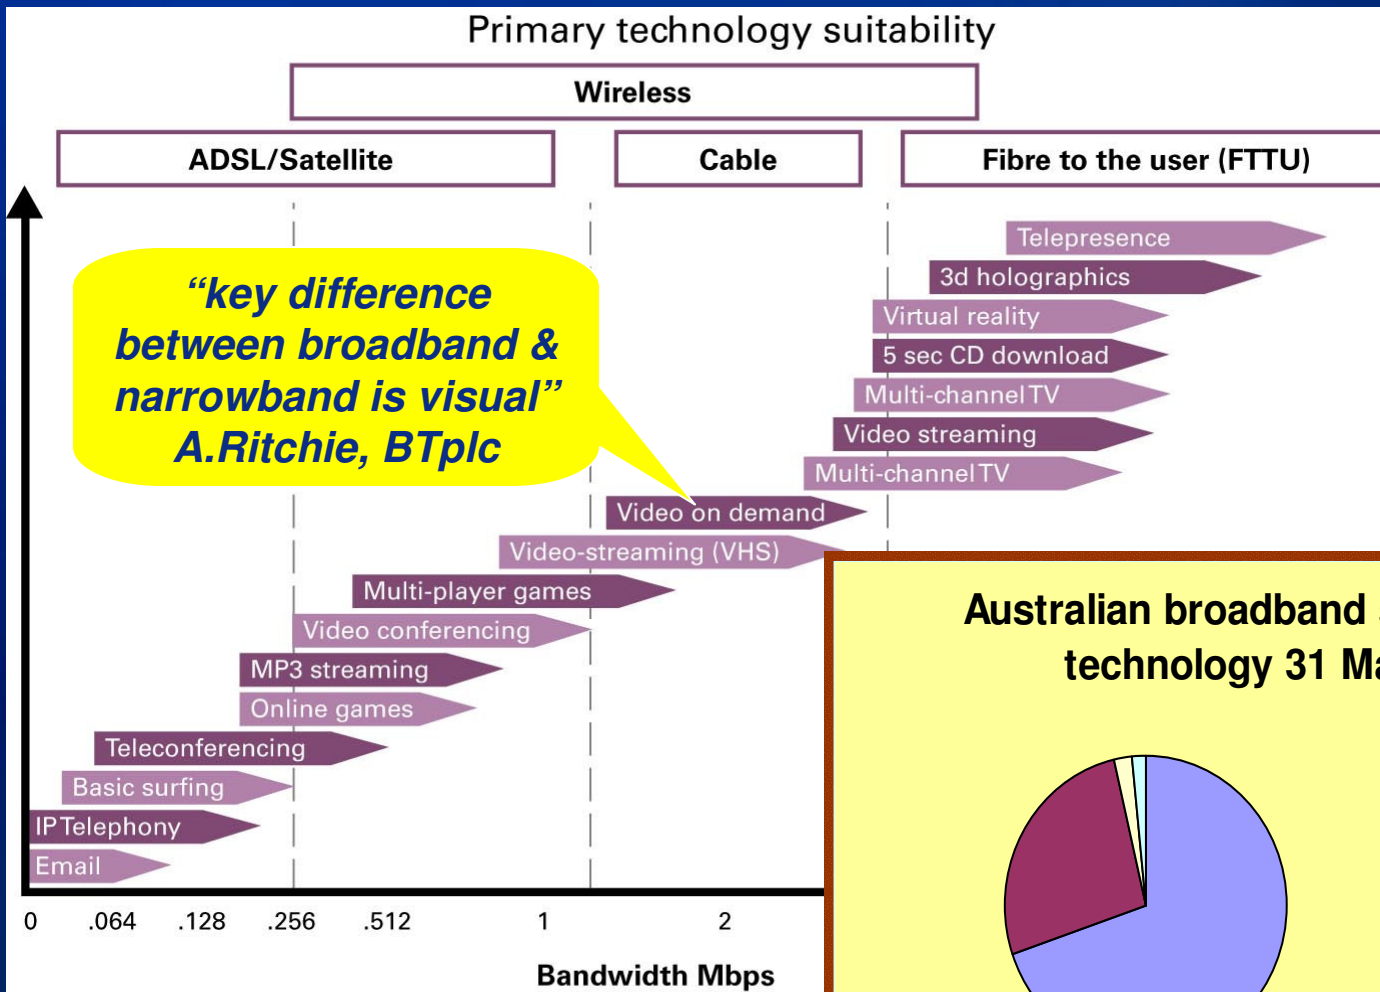 Primary technology suitability
Wireless
ADSL/Satellite
Cable
Fibre to the user (FTTU)
Telepresence
3d holographics
Virtual reality
5 sec CD download
Multi-channel TV
Video streaming
Multi-channel TV
“key difference
between broadband &
narrowband is visual”
A.Ritchie, BTplc
Video on demand
Video-streaming (VHS)
Multi-player games
Video conferencing
MP3 streaming
Online games
Teleconferencing
Basic surfing
IP Telephony
Email
0 .064 .128 .256 .512 1 2
Bandwidth Mbps
Australian broadband
technology 31 Ma